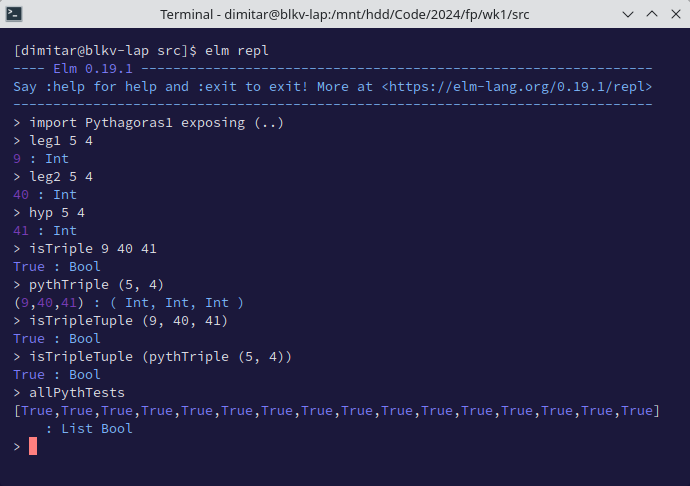 Terminal - dimitar@blkv-lap:/mnt/hdd/Code/2024/fp/wk1/src
[dimitar@blkv-lap src]$ elm repl
---- Elm 0.19.1 ----------------------------------------------------------------
Say :help for help and :exit to exit! More at <https://elm-lang.org/0.19.1/repl>
--------------------------------------------------------------------------------
> import Pythagoras1 exposing (..)
> leg1 5 4
9 : Int
> leg2 5 4
40 : Int
> hyp 5 4
41 : Int
> isTriple 9 40 41
True : Bool
> pythTriple (5, 4)
(9,40,41) : ( Int, Int, Int )
> isTripleTuple (9, 40, 41)
True : Bool
> isTripleTuple (pythTriple (5, 4))
True : Bool
> allPythTests
[True,True,True,True,True,True,True,True,True,True,True,True,True,True,True,True]
    : List Bool
>